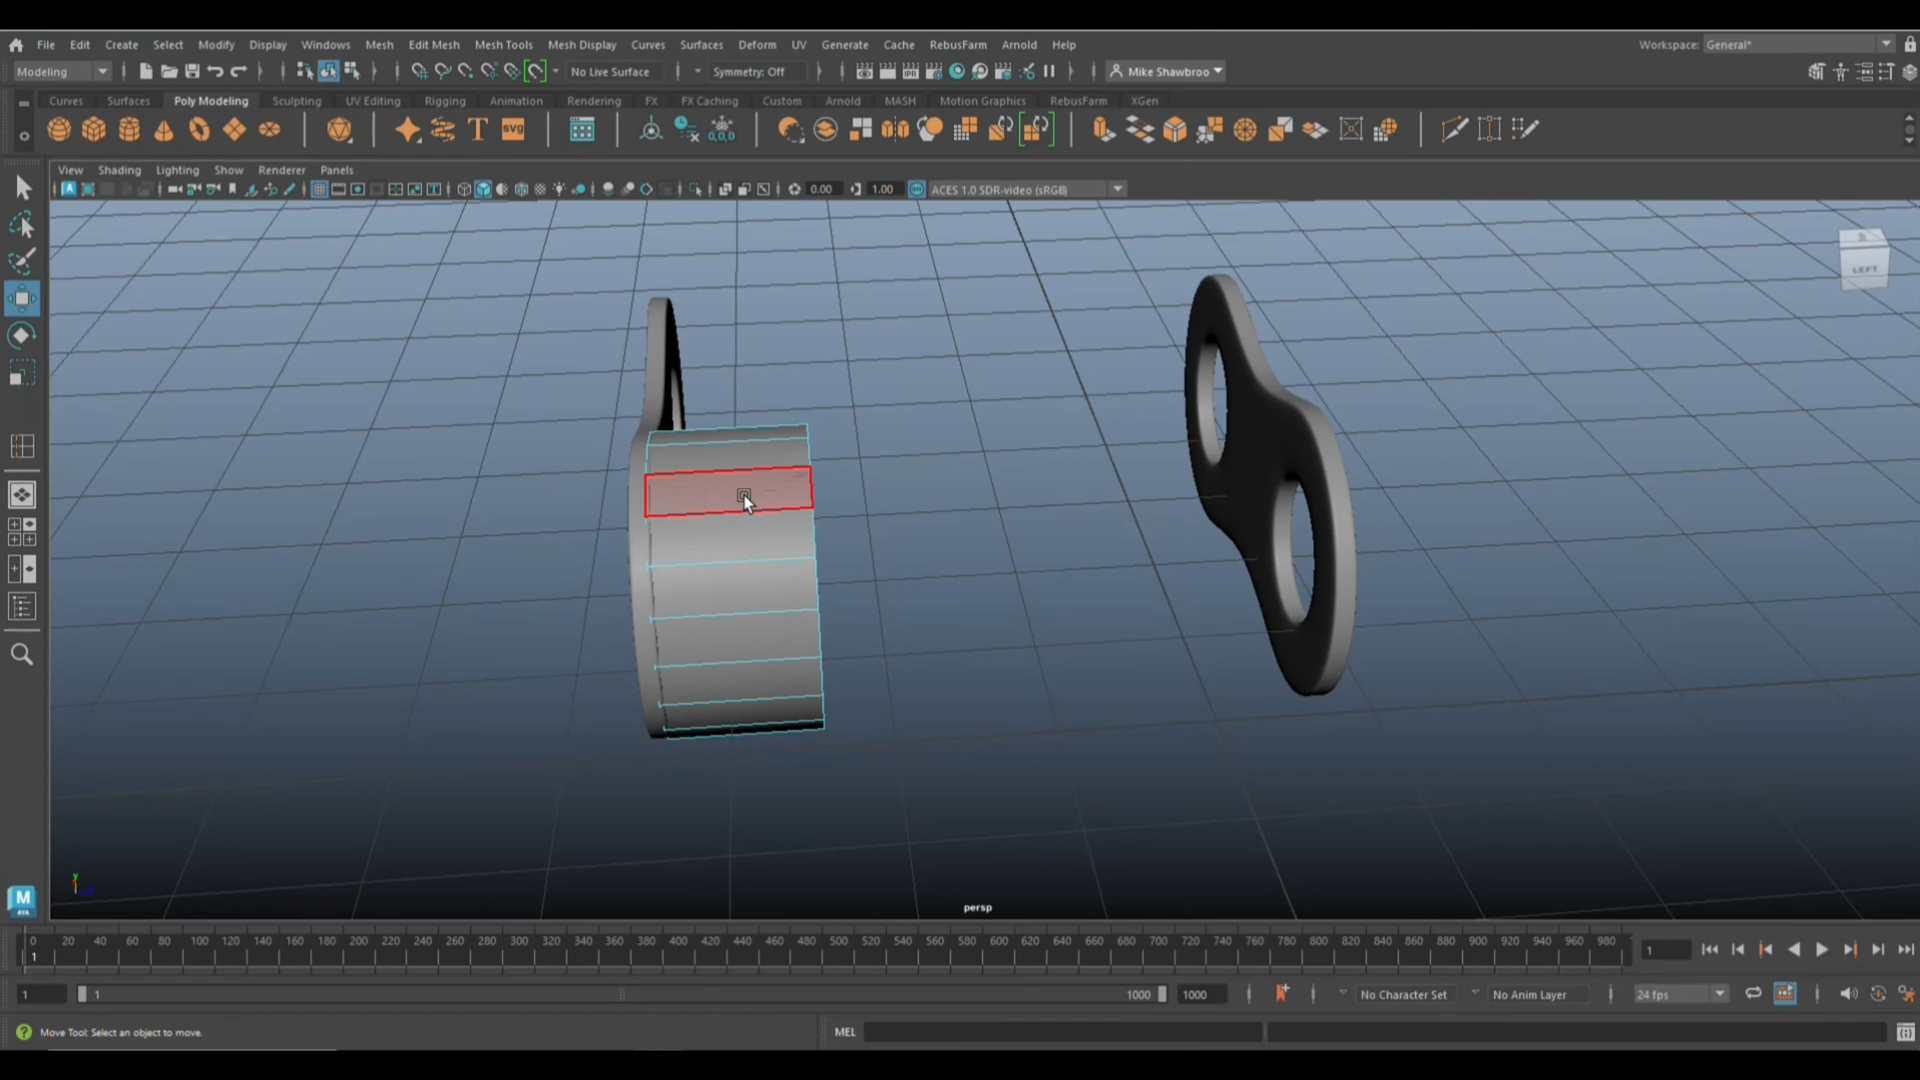 File Edit Create Select Modify Display Windows Mesh Edit Mesh Mesh Tools Mesh Display Curves Surfaces Deform UV Generate Cache RebusFarm Arnold Help Workspace: General*
Modeling No Live Surface Symmetry: Off Mike Shawbroo
Curves Surfaces Poly Modeling Sculpting UV Editing Rigging Animation Rendering FX FX Caching Custom Arnold MASH Motion Graphics RebusFarm XGen
T SVG 0,0,0
View Shading Lighting Show Renderer Panels
IPR
0.00 1.00 ACES 1.0 SDR-video (sRGB)
LEFT
y
persp
M
AYA
0 20 40 60 80 100 120 140 160 180 200 220 240 260 280 300 320 340 360 380 400 420 440 460 480 500 520 540 560 580 600 620 640 660 680 700 720 740 760 780 800 820 840 860 880 900 920 940 960 980
1 1
1 1 1000 1000 No Character Set No Anim Layer 24 fps
Move Tool: Select an object to move. MEL